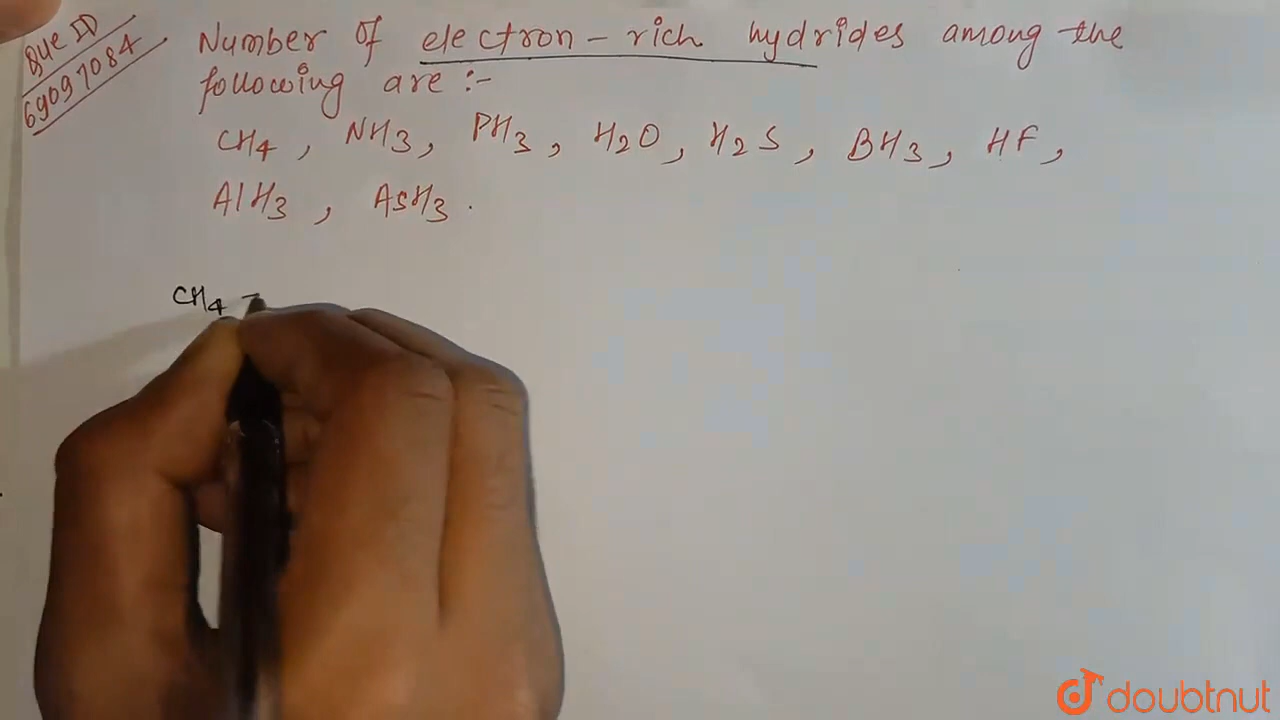 Que ID
69097084
Number of electron-rich hydrides among the
following are :-
CH4 , NH3, PH3 , H2O , H2S , BH3 , HF ,
AlH3 , AsH3 .
CH4
doubtnut